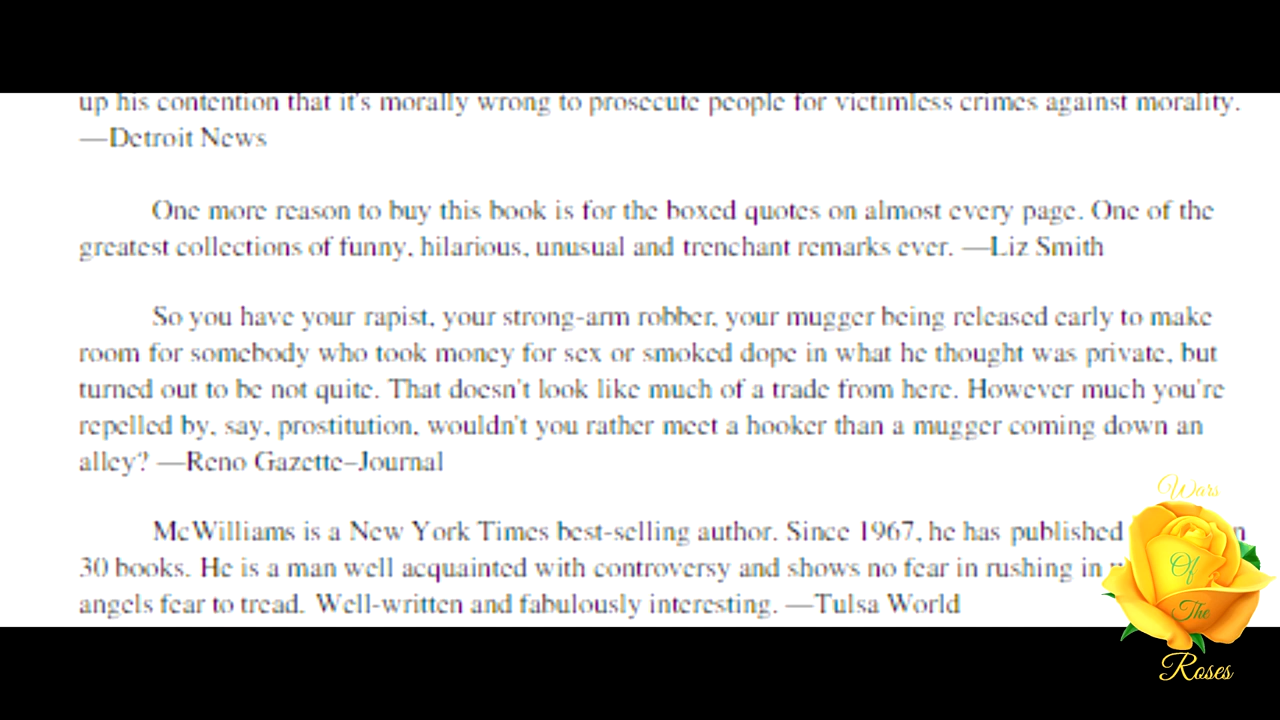 up his contention that it's morally wrong to prosecute people for victimless crimes against morality.
—Detroit News
One more reason to buy this book is for the boxed quotes on almost every page. One of the
greatest collections of funny, hilarious, unusual and trenchant remarks ever. —Liz Smith
So you have your rapist, your strong-arm robber, your mugger being released early to make
room for somebody who took money for sex or smoked dope in what he thought was private, but
turned out to be not quite. That doesn't look like much of a trade from here. However much you're
repelled by, say, prostitution, wouldn't you rather meet a hooker than a mugger coming down an
alley? —Reno Gazette–Journal
McWilliams is a New York Times best-selling author. Since 1967, he has published
30 books. He is a man well acquainted with controversy and shows no fear in rushing in
angels fear to tread. Well-written and fabulously interesting. —Tulsa World
Wars
Of
The
Roses